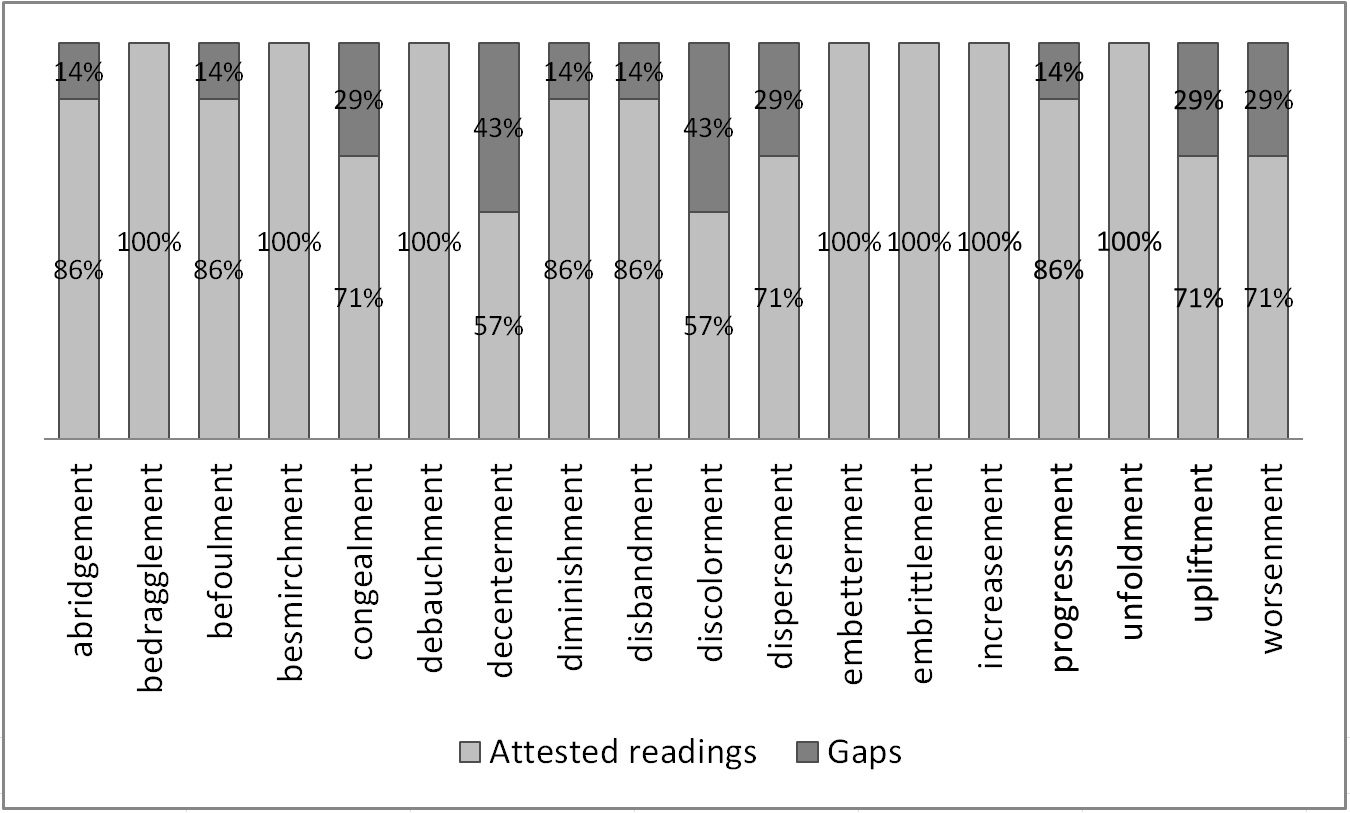 14% 14% 29% 43% 14% 14% 43% 29% 14% 29% 29%
86% 100% 86% 100% 71% 100% 57% 86% 86% 57% 71% 100% 100% 100% 86% 100% 71% 71%
abridgement
bedragglement
befoulment
besmirchment
congealment
debauchment
decenterment
diminishment
disbandment
discolorment
dispersement
embetterment
embrittlement
increasement
progressment
unfoldment
upliftment
worsenment
Attested readings Gaps